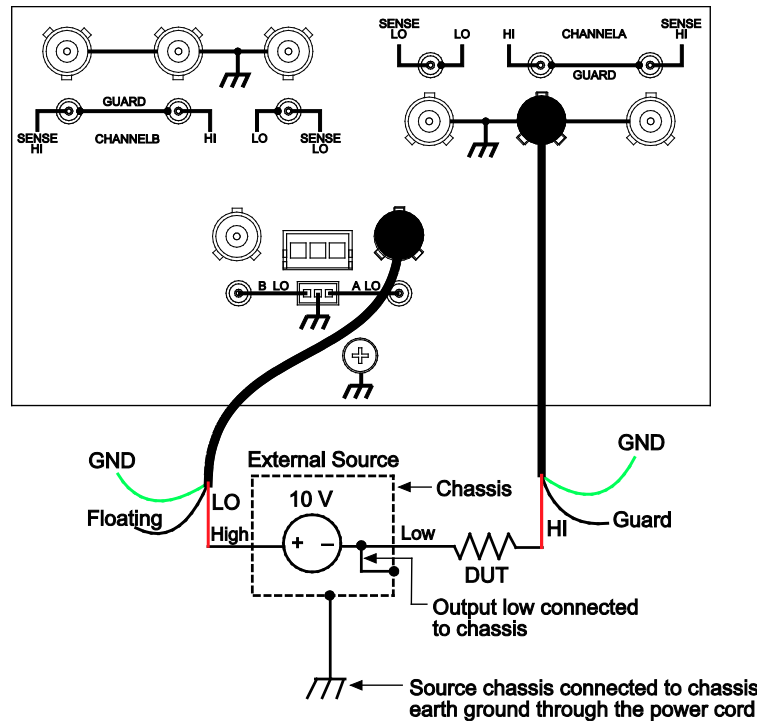 SENSE
LO
LO
HI
CHANNELA
SENSE
HI
GUARD
GUARD
SENSE
HI
CHANNELB
HI
LO
SENSE
LO
B LO
A LO
GND
Floating
LO
High
External Source
10 V
+
–
Chassis
Low
DUT
GND
Guard
HI
Output low connected
to chassis
Source chassis connected to chassis
earth ground through the power cord